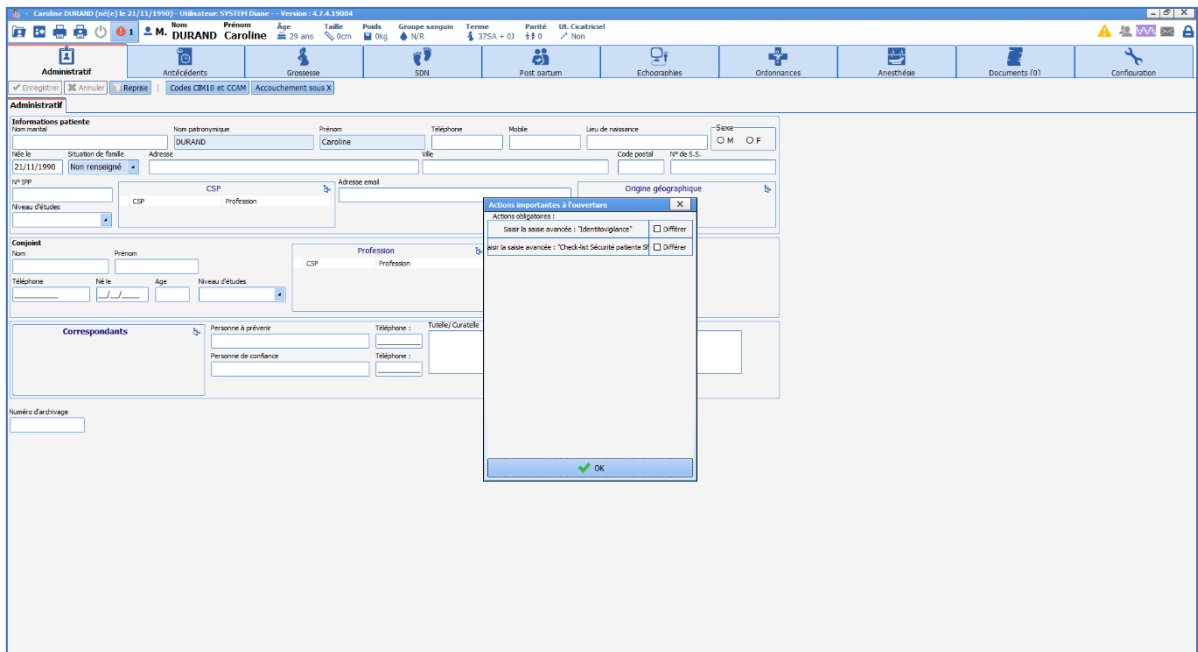 - Caroline DURAND (né(e) le 21/11/1990) - Utilisateur: SYSTEM Diane - - Version : 4.7.4.19004
1 M. Nom Prénom Âge Taille Poids Groupe sanguin Terme Parité Ut. Cicatriciel
DURAND Caroline 29 ans 0cm 0kg N/R 37SA + 0J 0 Non
Administratif Antécédents Grossesse SDN Post partum Echographies Ordonnances Anesthésie Documents (0) Configuration
Enregistrer Annuler Reprise Codes CIM10 et CCAM Accouchement sous X
Administratif
Informations patiente
Nom marital Nom patronymique Prénom Téléphone Mobile Lieu de naissance Sexe
DURAND Caroline M F
Née le Situation de famille Adresse Ville Code postal N° de S.S.
21/11/1990 Non renseigné
N° IPP CSP Adresse email Origine géographique
CSP Profession
Niveau d'études
Actions importantes à l'ouverture X
Actions obligatoires :
Saisir la saisie avancée : "Identitovigilance" Différer
aisir la saisie avancée : "Check-list Sécurité patiente Différer
OK
Conjoint
Nom Prénom Profession
CSP Profession
Téléphone Né le Age Niveau d'études
__/__/____
Correspondants Personne à prévenir Téléphone : Tutelle/Curatelle
Personne de confiance Téléphone :
Numéro d'archivage